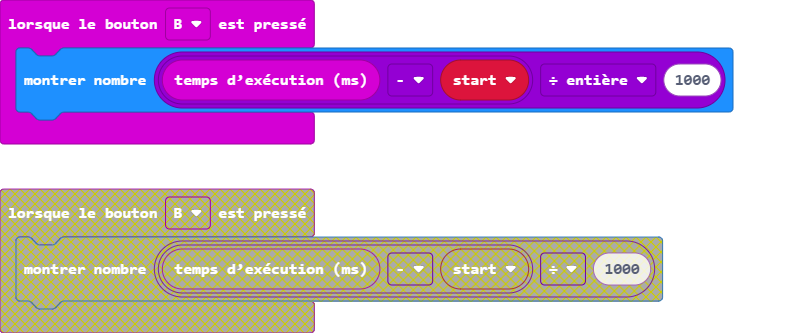 lorsque le bouton B est pressé
montrer nombre temps d’exécution (ms) - start ÷ entière 1000
lorsque le bouton B est pressé
montrer nombre temps d’exécution (ms) - start ÷ 1000